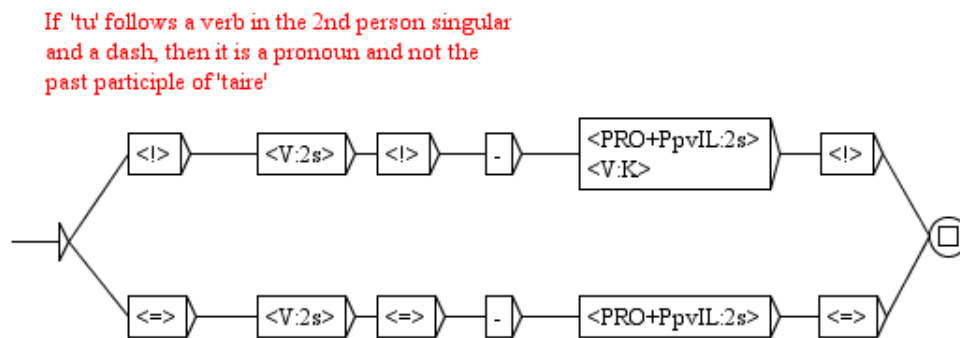 If 'tu' follows a verb in the 2nd person singular
and a dash, then it is a pronoun and not the
past participle of 'taire'
<!> <V:2s> <!> - <PRO+PpvIL:2s> <!>
<V:K>
<=> <V:2s> <=> - <PRO+PpvIL:2s> <=>